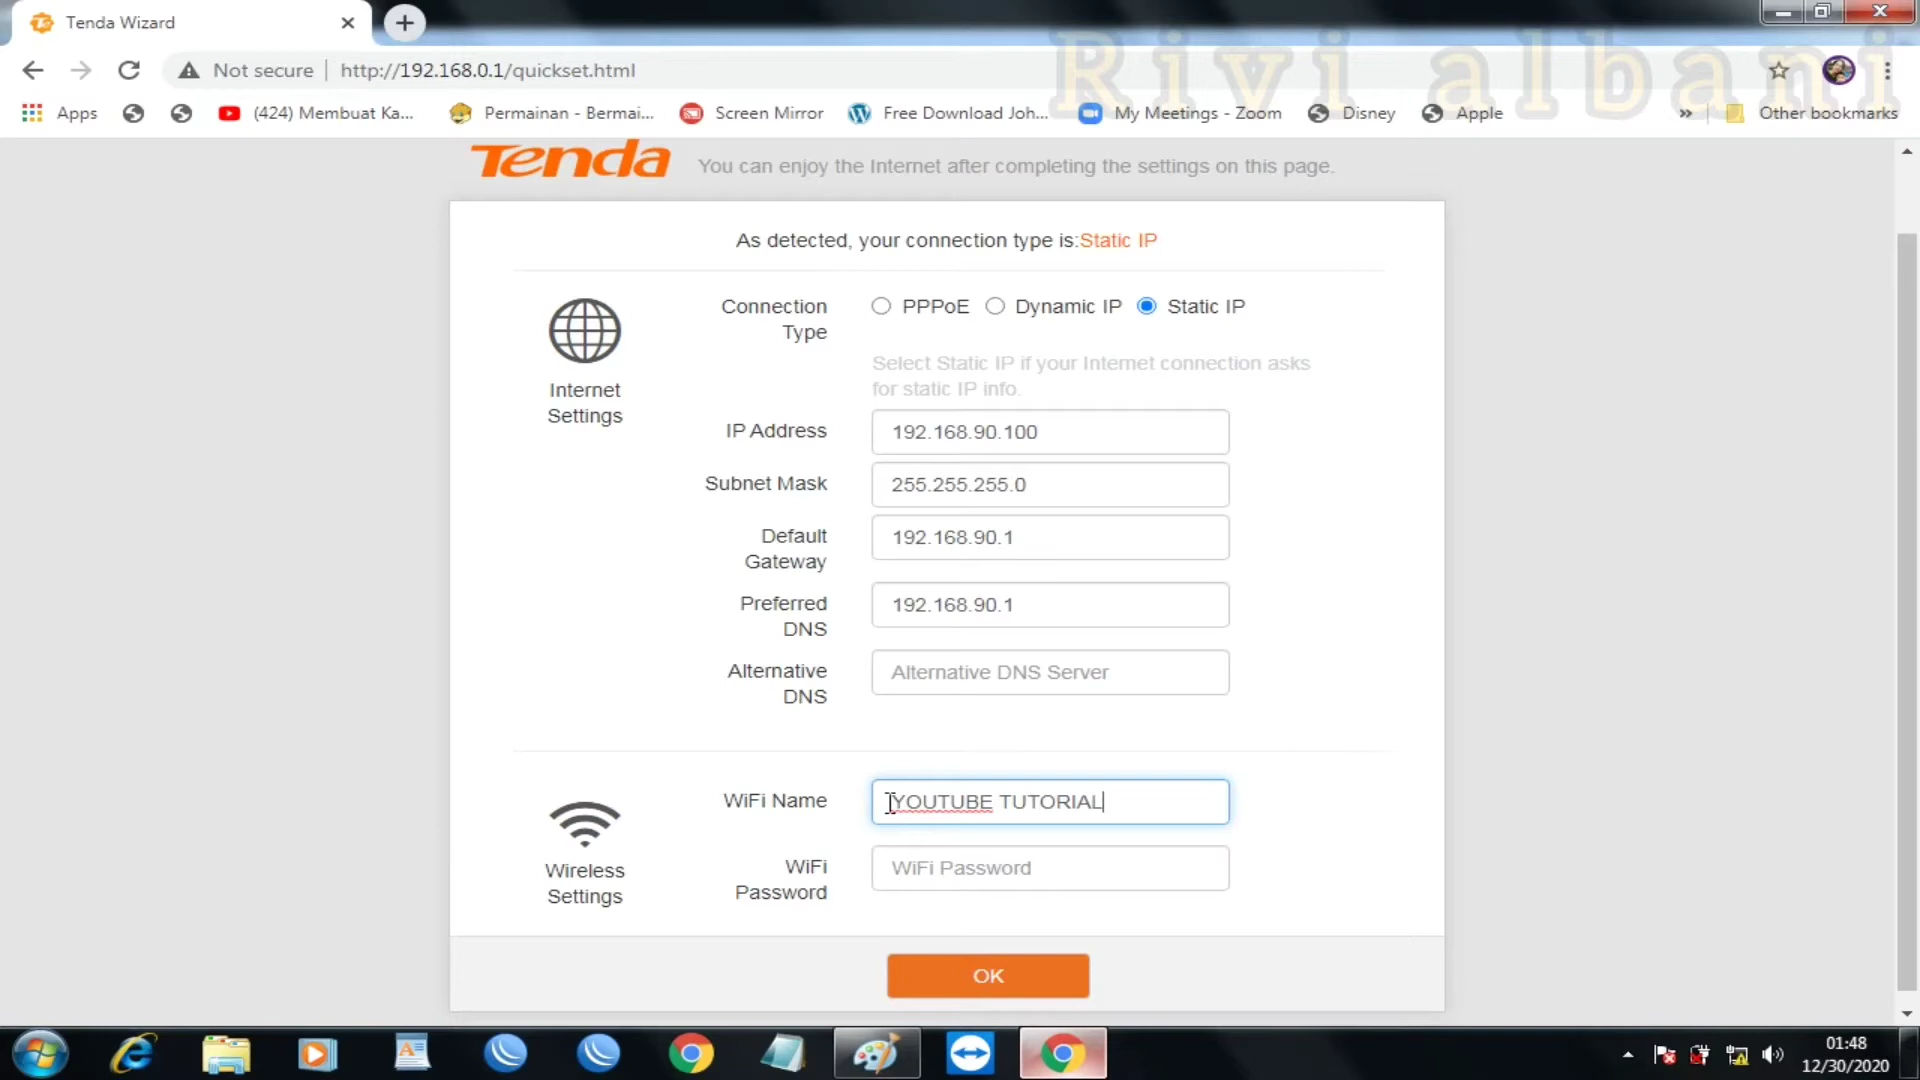 Tenda Wizard
Not secure | http://192.168.0.1/quickset.html
Rivi albani
Apps (424) Membuat Ka... Permainan - Bermai... Screen Mirror Free Download Joh... My Meetings - Zoom Disney Apple » Other bookmarks
Tenda You can enjoy the Internet after completing the settings on this page.
As detected, your connection type is:Static IP
Connection Type PPPoE Dynamic IP Static IP
Select Static IP if your Internet connection asks
for static IP info.
Internet
Settings
IP Address 192.168.90.100
Subnet Mask 255.255.255.0
Default
Gateway 192.168.90.1
Preferred
DNS 192.168.90.1
Alternative
DNS Alternative DNS Server
WiFi Name YOUTUBE TUTORIAL
Wireless
Settings
WiFi
Password WiFi Password
OK
01:48
12/30/2020